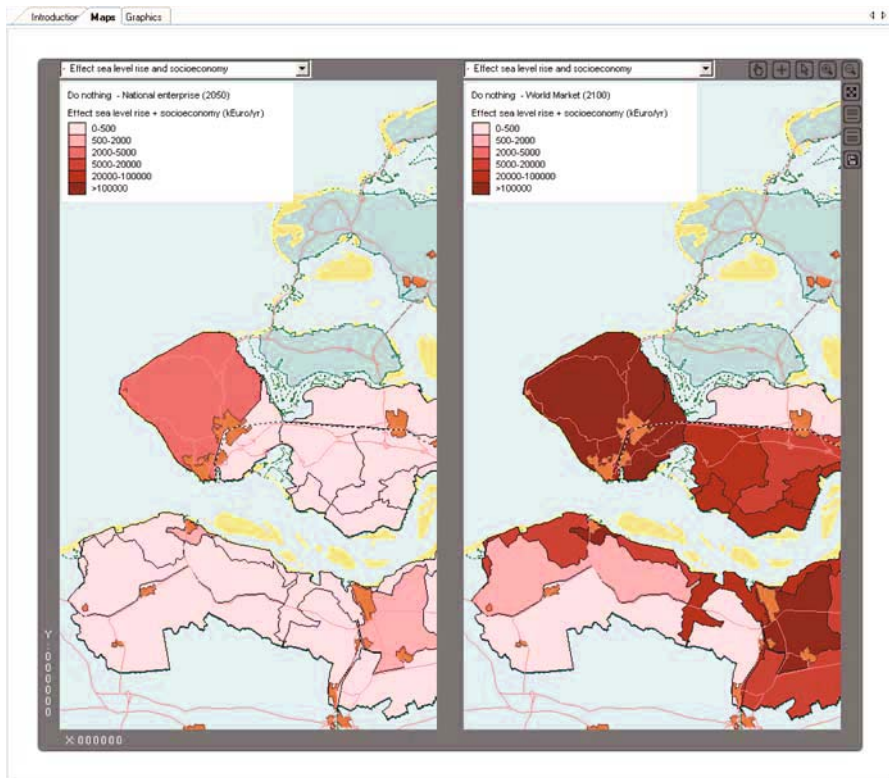 Introduction Maps Graphics
- Effect sea level rise and socioeconomy
Do nothing - National enterprise (2050)
Effect sea level rise + socioeconomy (kEuro/yr)
0-500
500-2000
2000-5000
5000-20000
20000-100000
>100000
- Effect sea level rise and socioeconomy
Do nothing - World Market (2100)
Effect sea level rise + socioeconomy (kEuro/yr)
0-500
500-2000
2000-5000
5000-20000
20000-100000
>100000
Y:000000
X:000000